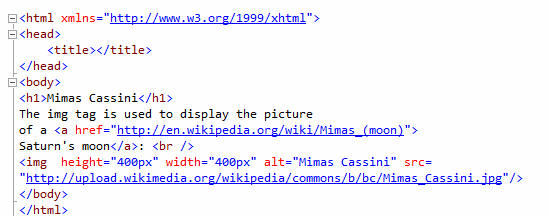 <html xmlns="http://www.w3.org/1999/xhtml">
<head>
    <title></title>
</head>
<body>
<h1>Mimas Cassini</h1>
The img tag is used to display the picture
of a <a href="http://en.wikipedia.org/wiki/Mimas_(moon)">
Saturn's moon</a>: <br />
<img  height="400px" width="400px" alt="Mimas Cassini" src=
"http://upload.wikimedia.org/wikipedia/commons/b/bc/Mimas_Cassini.jpg"/>
</body>
</html>